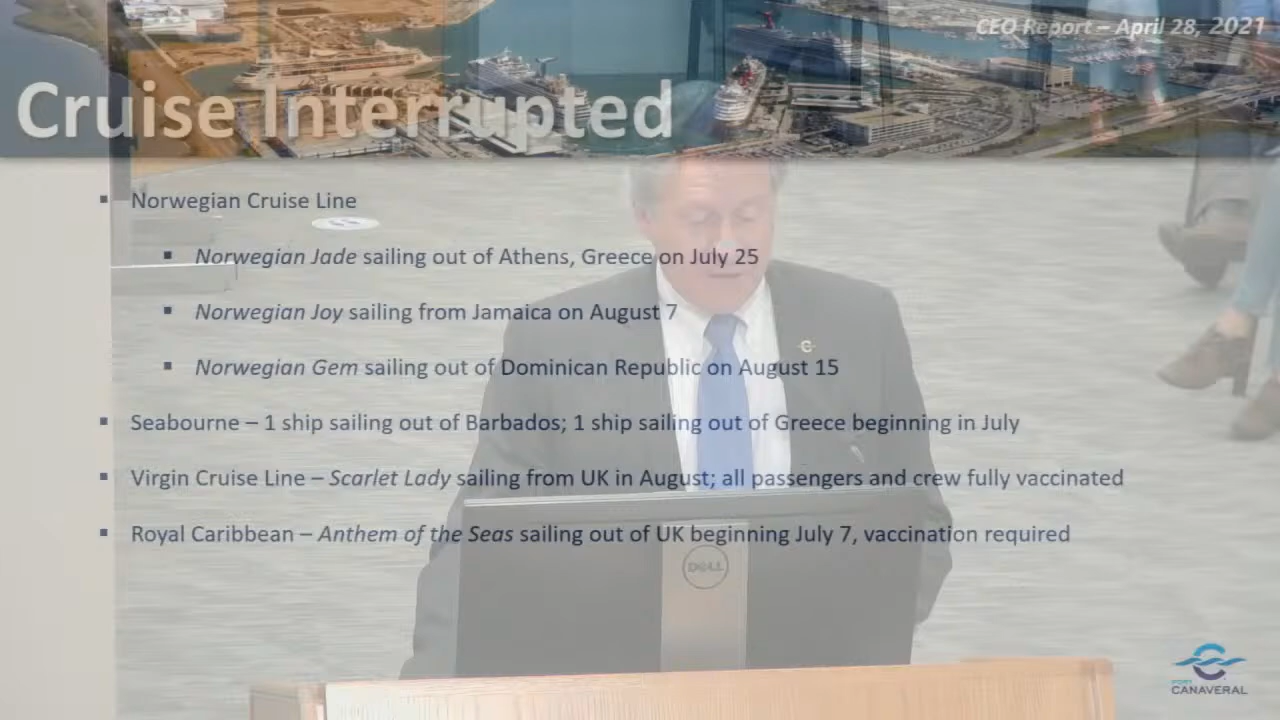 CEO Report – April 28, 2021
Cruise Interrupted
▪ Norwegian Cruise Line
▪ Norwegian Jade sailing out of Athens, Greece on July 25
▪ Norwegian Joy sailing from Jamaica on August 7
▪ Norwegian Gem sailing out of Dominican Republic on August 15
▪ Seabourne – 1 ship sailing out of Barbados; 1 ship sailing out of Greece beginning in July
▪ Virgin Cruise Line – Scarlet Lady sailing from UK in August; all passengers and crew fully vaccinated
▪ Royal Caribbean – Anthem of the Seas sailing out of UK beginning July 7, vaccination required
DELL
PORT
CANAVERAL